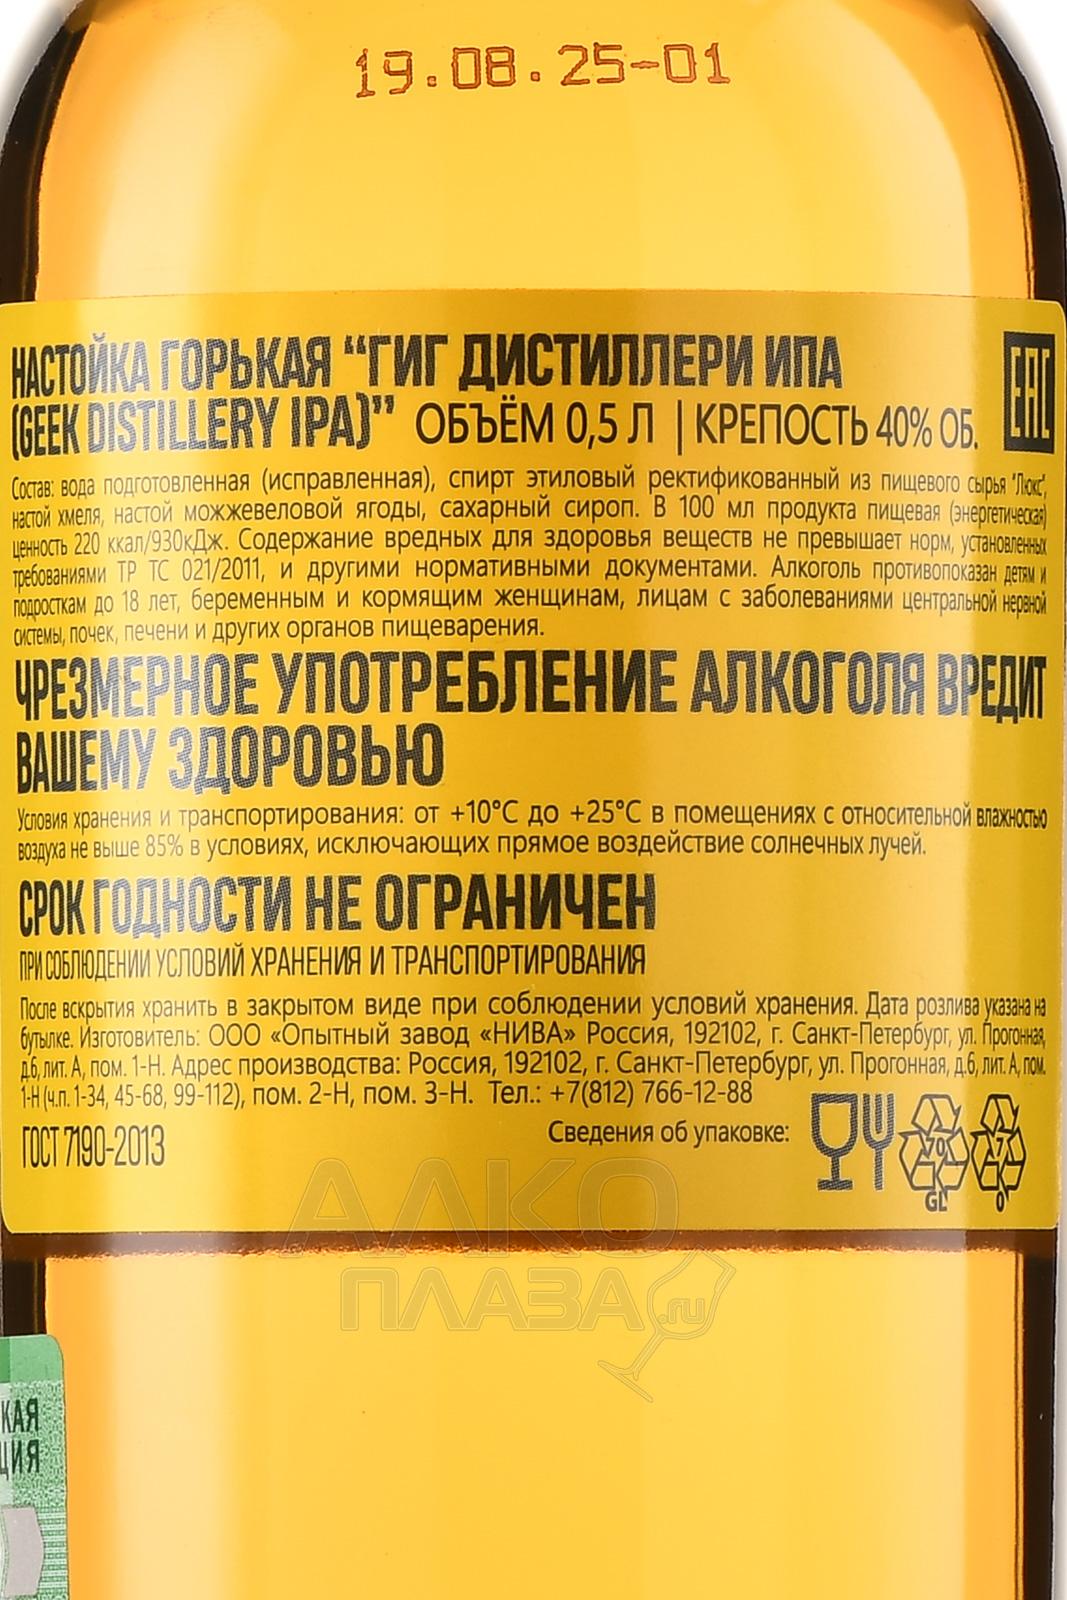 19.08.25-01
НАСТОЙКА ГОРЬКАЯ “ГИГ ДИСТИЛЛЕРИ ИПА
(GEEK DISTILLERY IPA)” ОБЪЁМ 0,5 Л | КРЕПОСТЬ 40% ОБ.
EAC
Состав: вода подготовленная (исправленная), спирт этиловый ректификованный из пищевого сырья "Люкс",
настой хмеля, настой можжевеловой ягоды, сахарный сироп. В 100 мл продукта пищевая (энергетическая)
ценность 220 ккал/930кДж. Содержание вредных для здоровья веществ не превышает норм, установленных
требованиями ТР ТС 021/2011, и другими нормативными документами. Алкоголь противопоказан детям и
подросткам до 18 лет, беременным и кормящим женщинам, лицам с заболеваниями центральной нервной
системы, почек, печени и других органов пищеварения.
ЧРЕЗМЕРНОЕ УПОТРЕБЛЕНИЕ АЛКОГОЛЯ ВРЕДИТ
ВАШЕМУ ЗДОРОВЬЮ
Условия хранения и транспортирования: от +10°С до +25°С в помещениях с относительной влажностью
воздуха не выше 85% в условиях, исключающих прямое воздействие солнечных лучей.
СРОК ГОДНОСТИ НЕ ОГРАНИЧЕН
ПРИ СОБЛЮДЕНИИ УСЛОВИЙ ХРАНЕНИЯ И ТРАНСПОРТИРОВАНИЯ
После вскрытия хранить в закрытом виде при соблюдении условий хранения. Дата розлива указана на
бутылке. Изготовитель: ООО «Опытный завод «НИВА» Россия, 192102, г. Санкт-Петербург, ул. Прогонная,
д.6, лит. А, пом. 1-Н. Адрес производства: Россия, 192102, г. Санкт-Петербург, ул. Прогонная, д.6, лит. А, пом.
1-Н (ч.п. 1-34, 45-68, 99-112), пом. 2-Н, пом. 3-Н. Тел.: +7(812) 766-12-88
ГОСТ 7190-2013
Сведения об упаковке:
70 7
GL 0
АЛКО
ПЛАЗА.ru
КАЯ
ЦИЯ